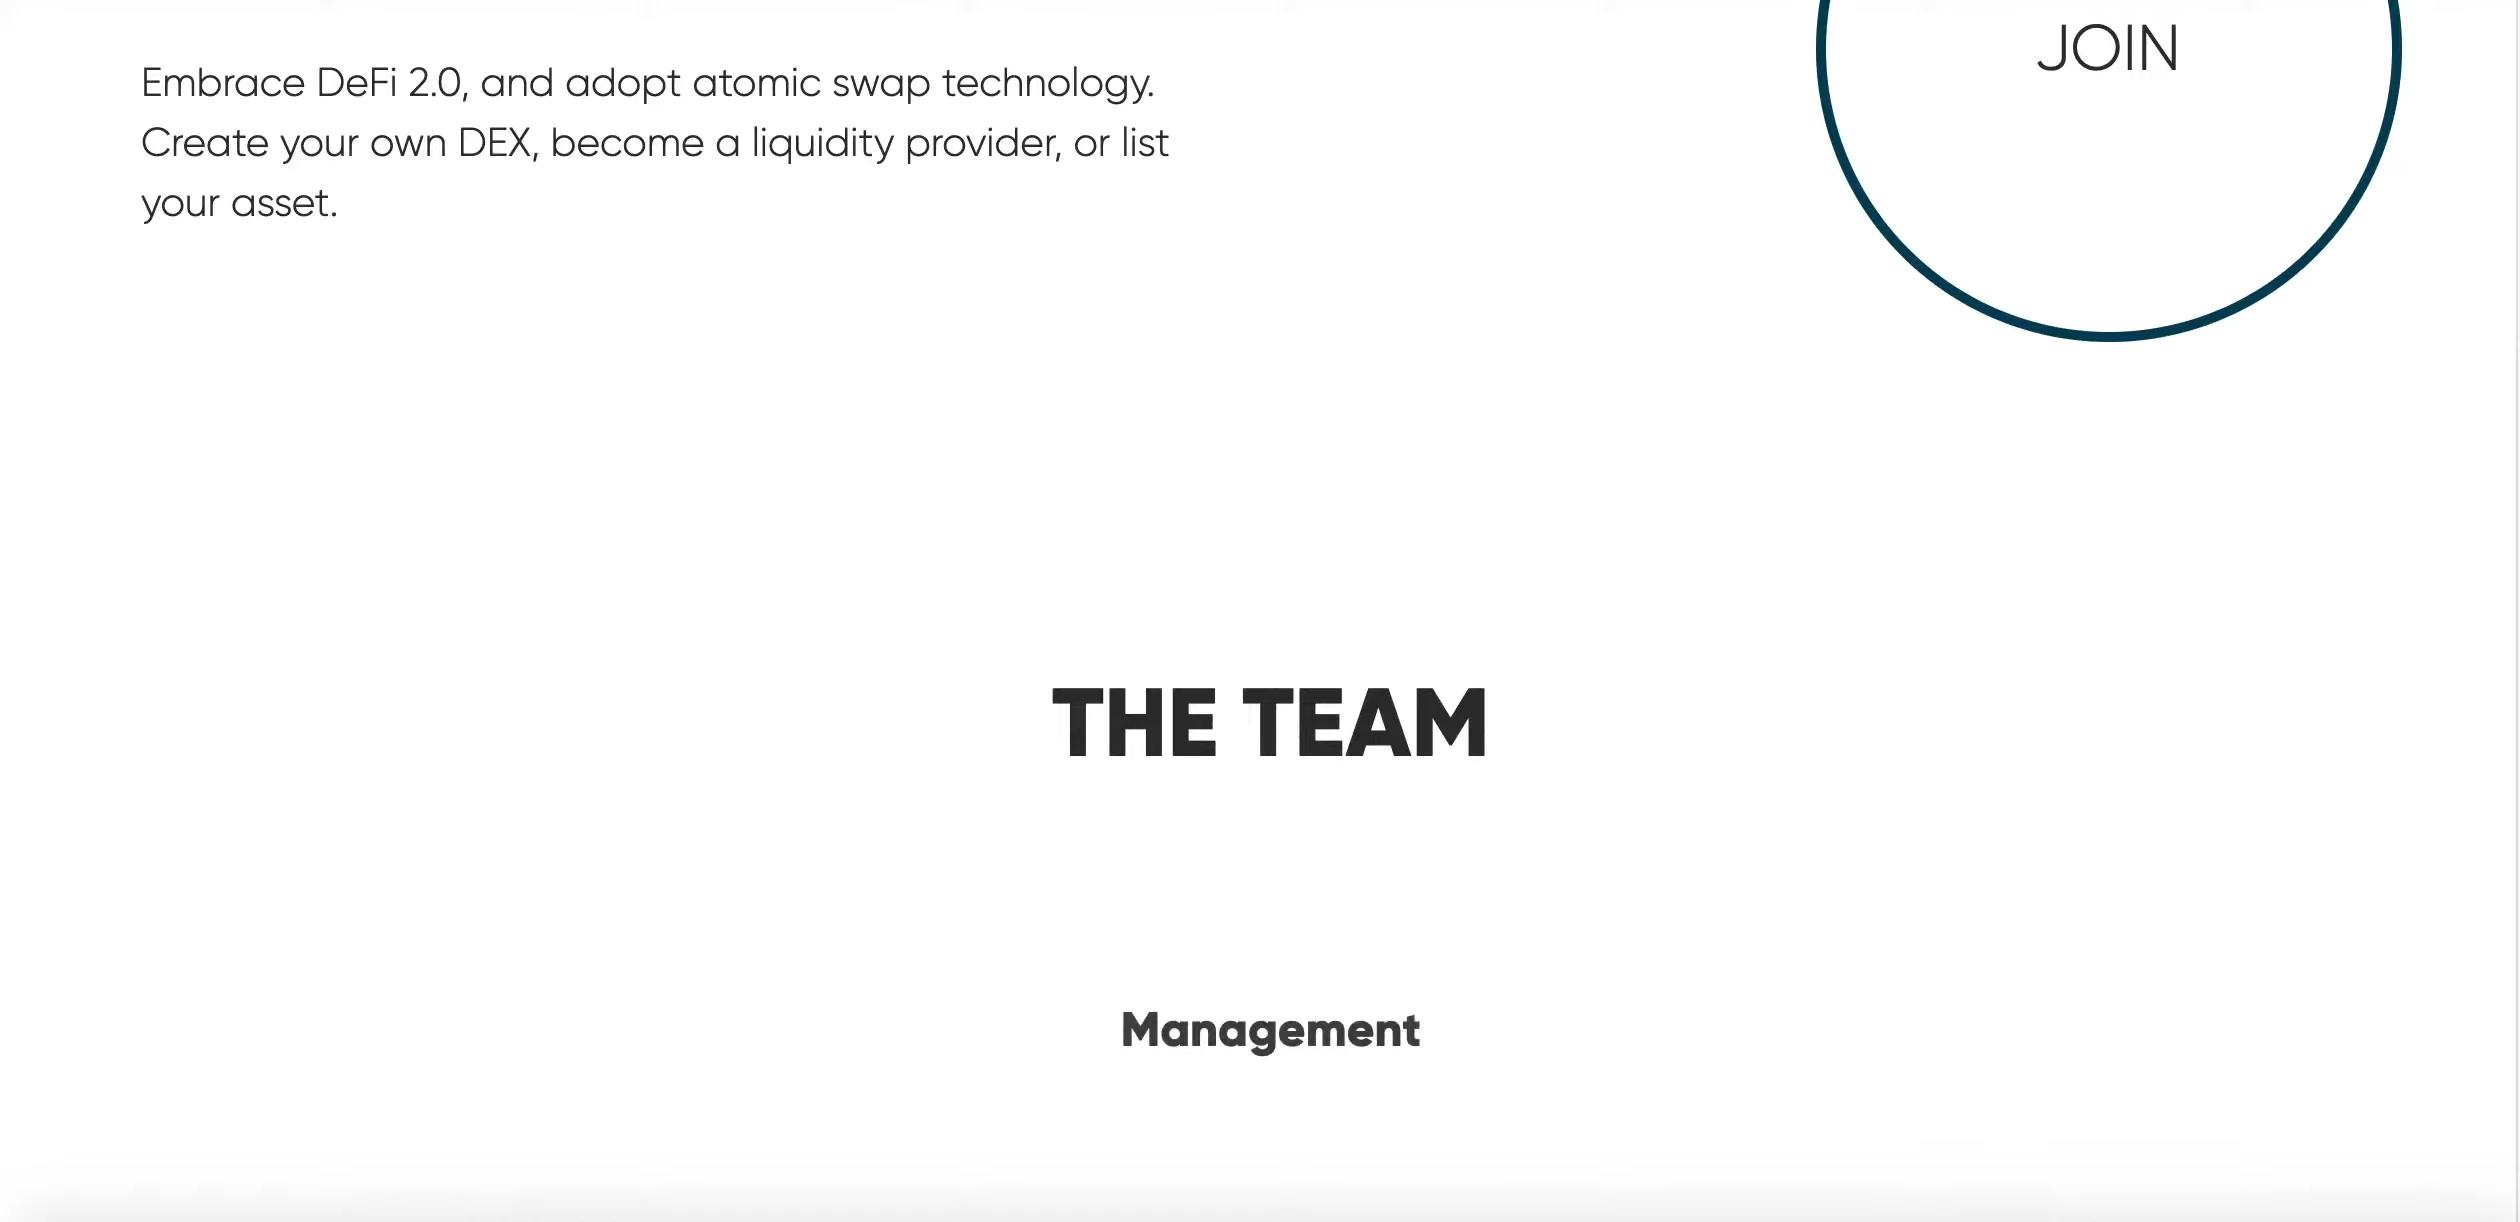 Embrace DeFi 2.0, and adopt atomic swap technology.
Create your own DEX, become a liquidity provider, or list
your asset.
JOIN
THE TEAM
Management